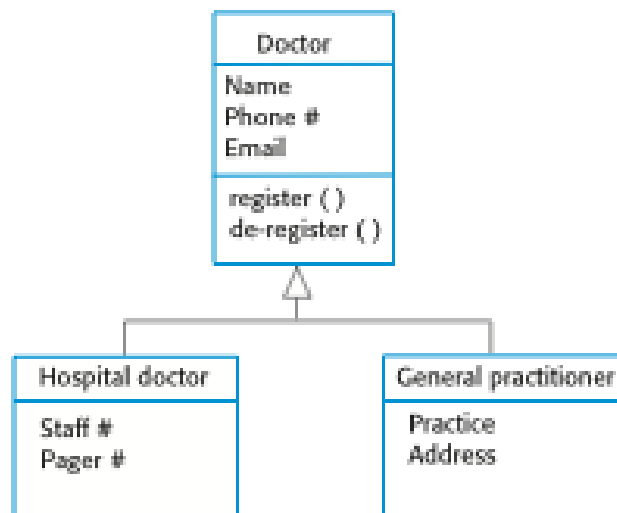 Doctor
Name
Phone #
Email
register ( )
de-register ( )
Hospital doctor
Staff #
Pager #
General practitioner
Practice
Address